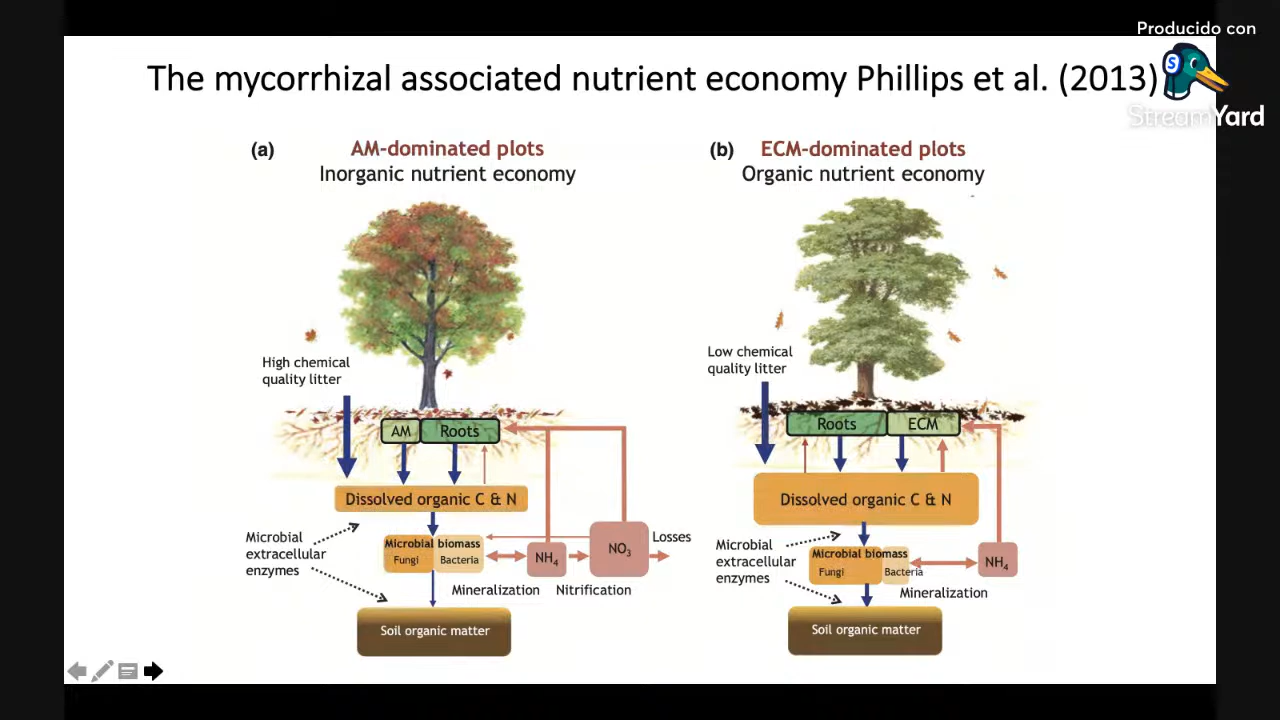 Producido con
StreamYard
The mycorrhizal associated nutrient economy Phillips et al. (2013)
(a)
AM-dominated plots
Inorganic nutrient economy
High chemical
quality litter
AM
Roots
Dissolved organic C & N
Microbial
extracellular
enzymes
Microbial biomass
Fungi
Bacteria
NH4
NO3
Losses
Mineralization
Nitrification
Soil organic matter
(b)
ECM-dominated plots
Organic nutrient economy
Low chemical
quality litter
Roots
ECM
Dissolved organic C & N
Microbial
extracellular
enzymes
Microbial biomass
Fungi
Bacteria
NH4
Mineralization
Soil organic matter